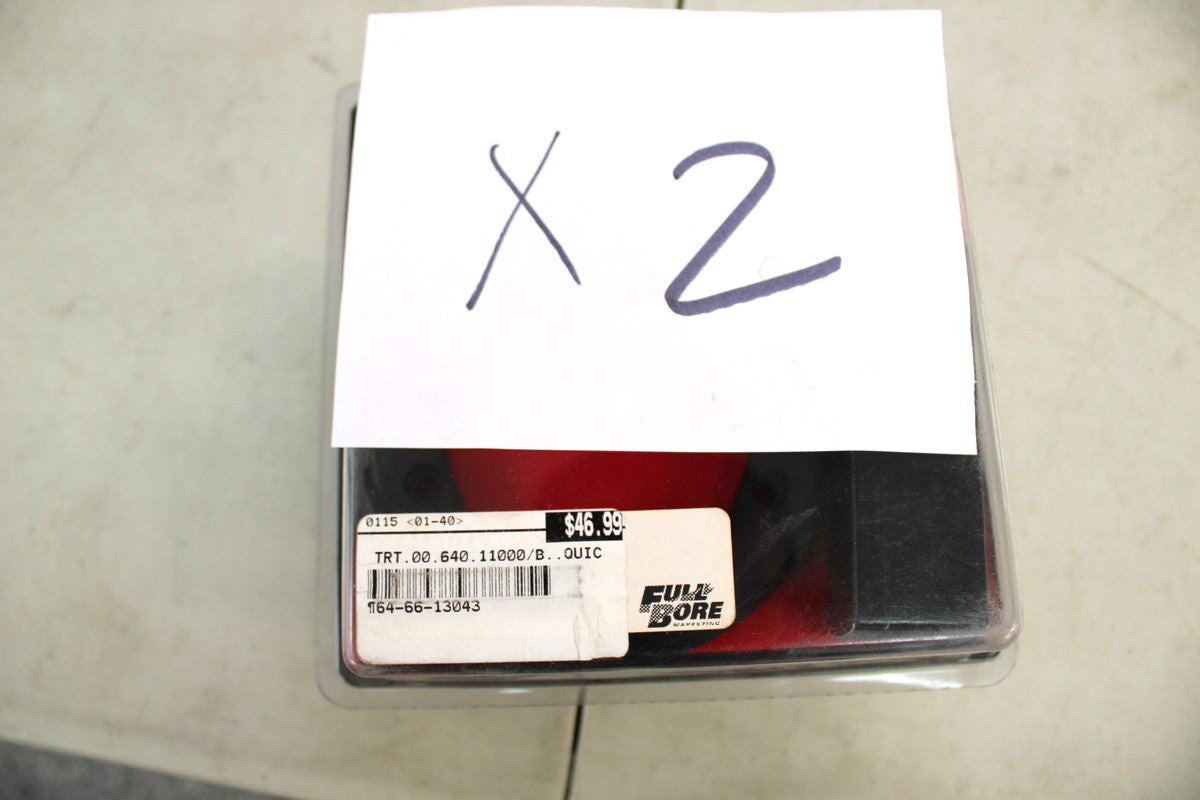 X 2
0115 <01-40> $46.99
TRT.00.640.11000/B..QUIC
¶64-66-13043
FULL
BORE
MARKETING